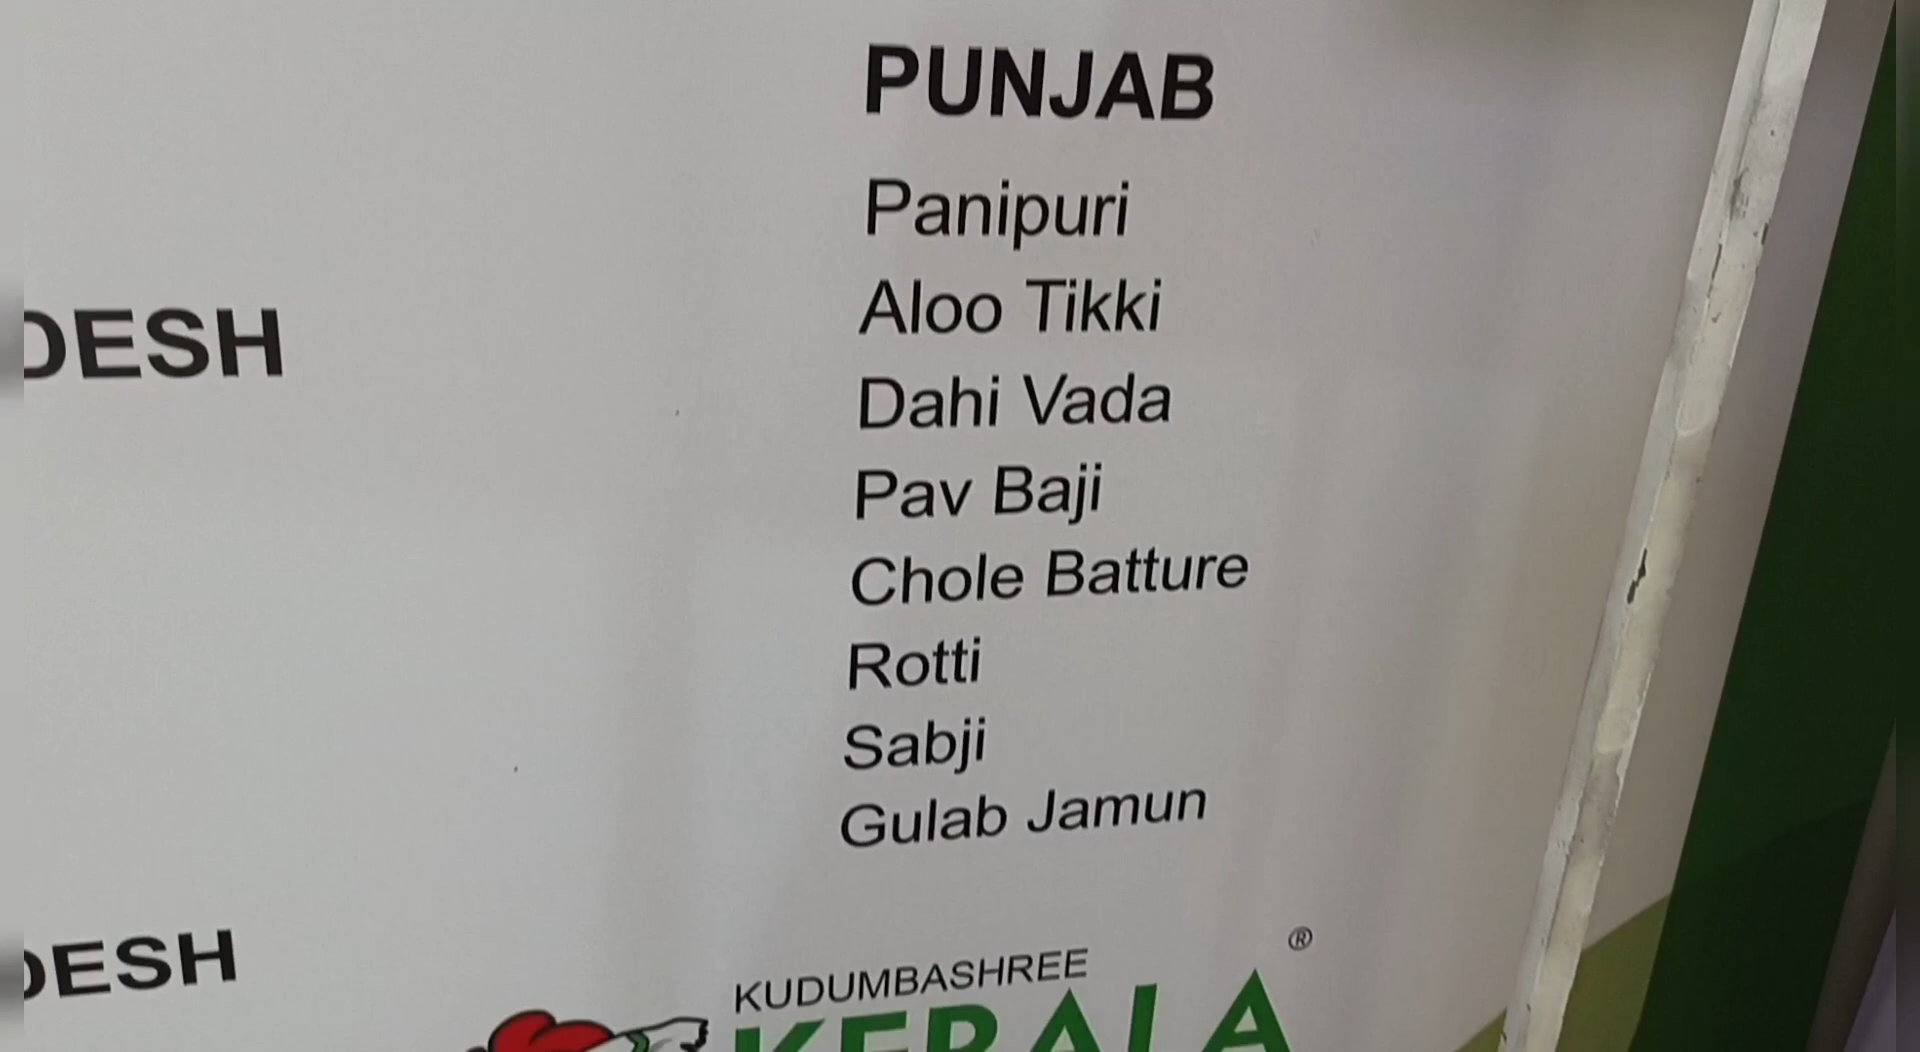 PUNJAB
Panipuri
Aloo Tikki
Dahi Vada
Pav Baji
Chole Batture
Rotti
Sabji
Gulab Jamun
DESH
DESH
KUDUMBASHREE
KERALA
®